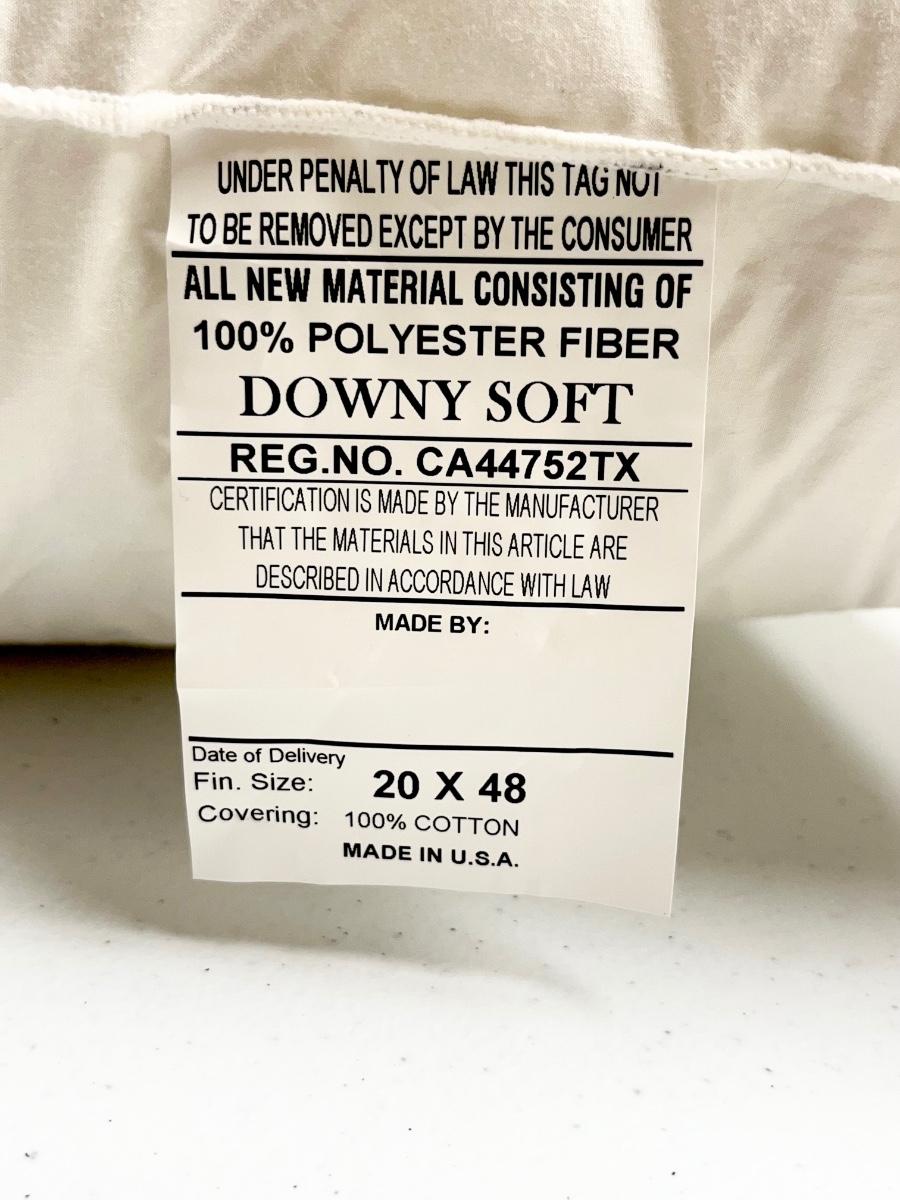 UNDER PENALTY OF LAW THIS TAG NOT
TO BE REMOVED EXCEPT BY THE CONSUMER
ALL NEW MATERIAL CONSISTING OF
100% POLYESTER FIBER
DOWNY SOFT
REG.NO. CA44752TX
CERTIFICATION IS MADE BY THE MANUFACTURER
THAT THE MATERIALS IN THIS ARTICLE ARE
DESCRIBED IN ACCORDANCE WITH LAW
MADE BY:
Date of Delivery
Fin. Size: 20 X 48
Covering: 100% COTTON
MADE IN U.S.A.